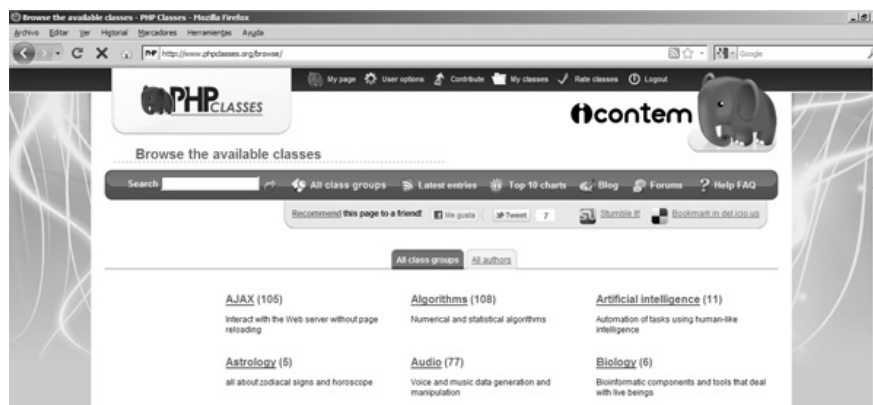 Browse the available classes - PHP Classes - Mozilla Firefox
Archivo Editar Ver Historial Marcadores Herramientas Ayuda
http://www.phpclasses.org/browse/
Google
My page User options Contribute My classes Rate classes Logout
PHP CLASSES
icontem
Browse the available classes
Search All class groups Latest entries Top 10 charts Blog Forums Help FAQ
Recommend this page to a friend! Me gusta Tweet 7 Stumble It! Bookmark in del.icio.us
All class groups All authors
AJAX (105) Algorithms (108) Artificial intelligence (11)
Interact with the Web server without page Numerical and statistical algorithms Automation of tasks using human-like
reloading intelligence
Astrology (5) Audio (77) Biology (6)
all about zodiacal signs and horoscope Voice and music data generation and Bioinformatic components and tools that deal
manipulation with live beings